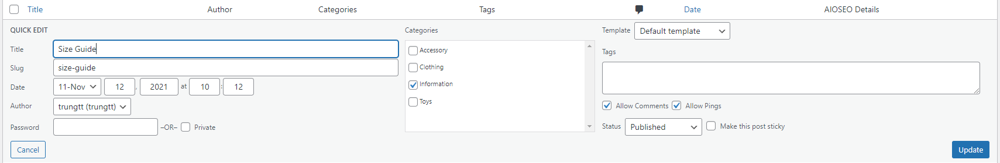 Title Author Categories Tags Date AIOSEO Details
QUICK EDIT
Title Size Guide
Slug size-guide
Date 11-Nov 12 , 2021 at 10 : 12
Author trungtt (trungtt)
Password –OR– Private
Categories
Accessory
Clothing
Information
Toys
Template Default template
Tags
Allow Comments Allow Pings
Status Published Make this post sticky
Cancel Update